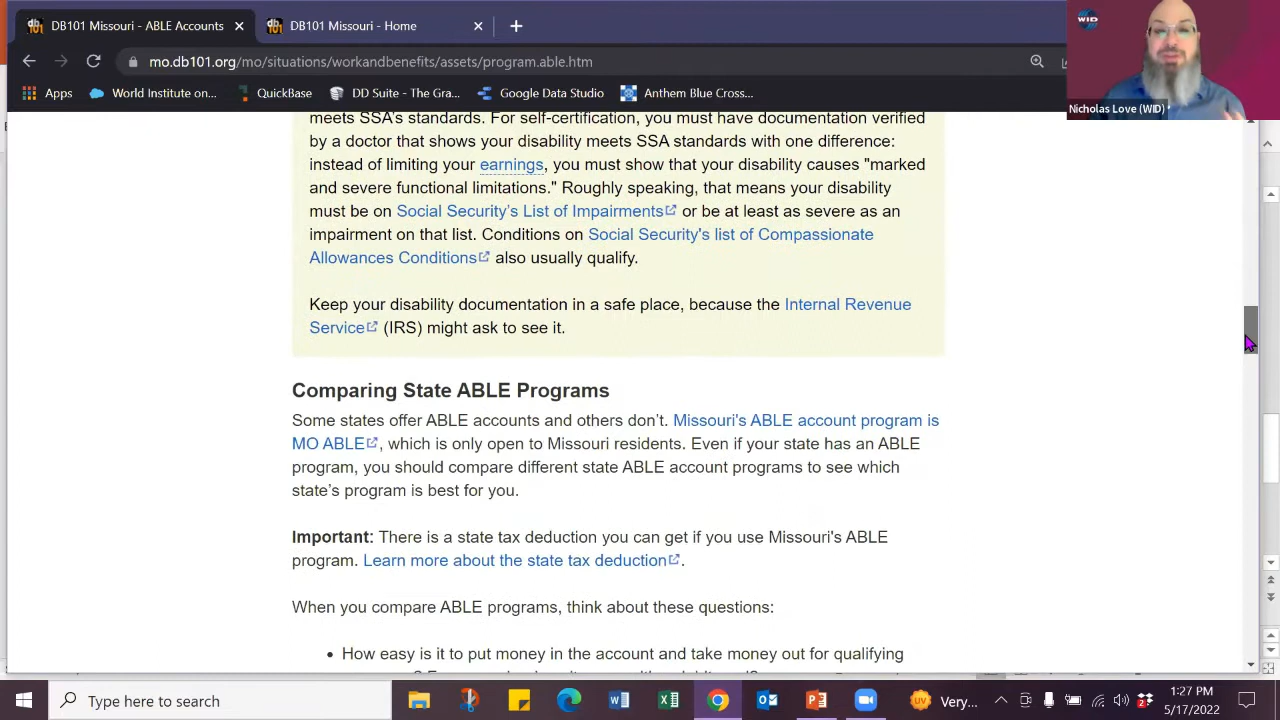 DB101 Missouri - ABLE Accounts
DB101 Missouri - Home
WID
mo.db101.org/mo/situations/workandbenefits/assets/program.able.htm
Nicholas Love (WID)
Apps
World Institute on...
QuickBase
DD Suite - The Gra...
Google Data Studio
Anthem Blue Cross...
meets SSA's standards. For self-certification, you must have documentation verified
by a doctor that shows your disability meets SSA standards with one difference:
instead of limiting your earnings, you must show that your disability causes "marked
and severe functional limitations." Roughly speaking, that means your disability
must be on Social Security's List of Impairments or be at least as severe as an
impairment on that list. Conditions on Social Security's list of Compassionate
Allowances Conditions also usually qualify.
Keep your disability documentation in a safe place, because the Internal Revenue
Service (IRS) might ask to see it.
Comparing State ABLE Programs
Some states offer ABLE accounts and others don't. Missouri's ABLE account program is
MO ABLE, which is only open to Missouri residents. Even if your state has an ABLE
program, you should compare different state ABLE account programs to see which
state's program is best for you.
Important: There is a state tax deduction you can get if you use Missouri's ABLE
program. Learn more about the state tax deduction.
When you compare ABLE programs, think about these questions:
• How easy is it to put money in the account and take money out for qualifying
Type here to search
Very...
1:27 PM
5/17/2022